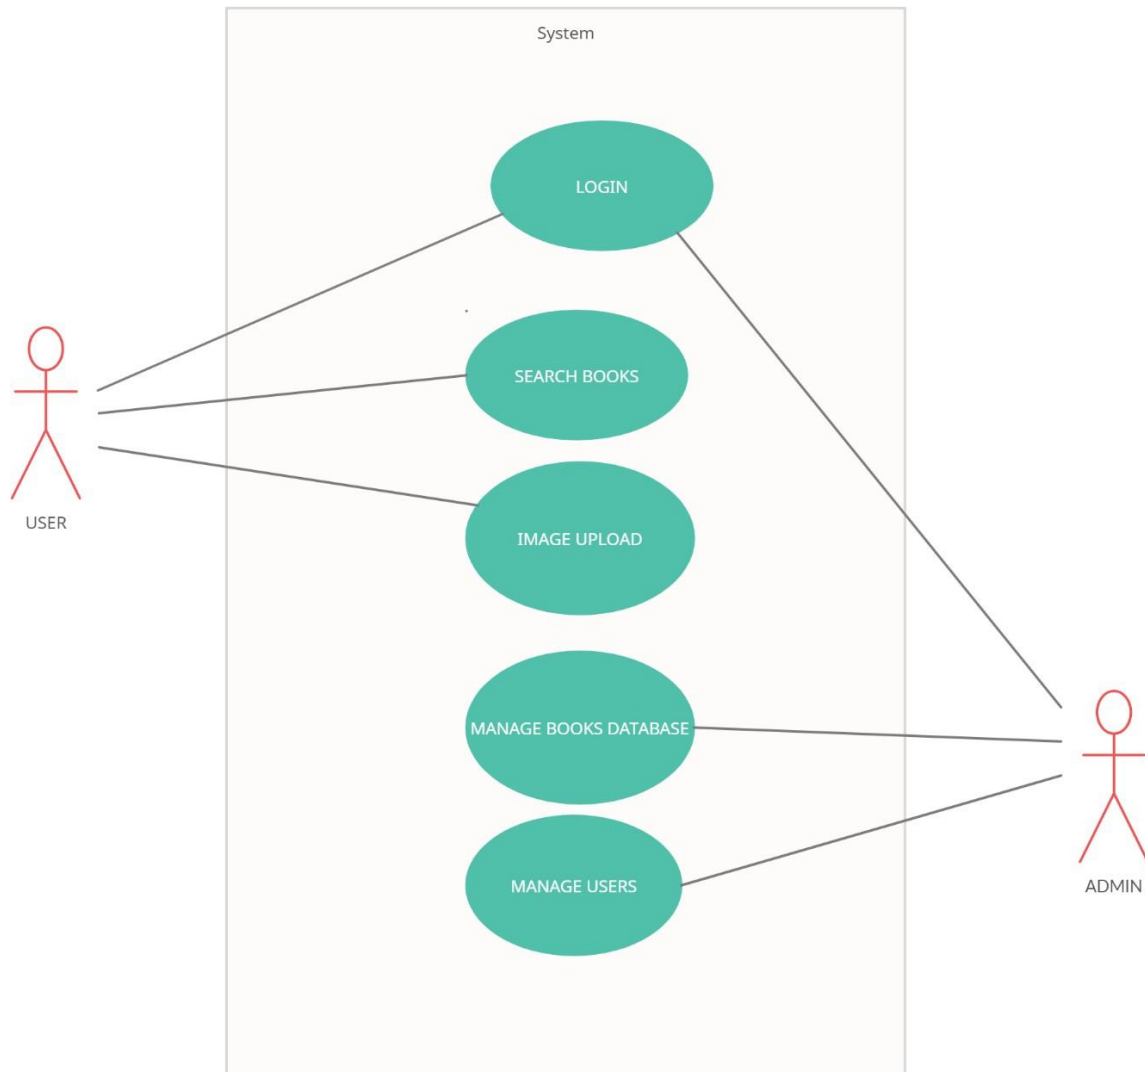 System
LOGIN
SEARCH BOOKS
IMAGE UPLOAD
USER
MANAGE BOOKS DATABASE
MANAGE USERS
ADMIN